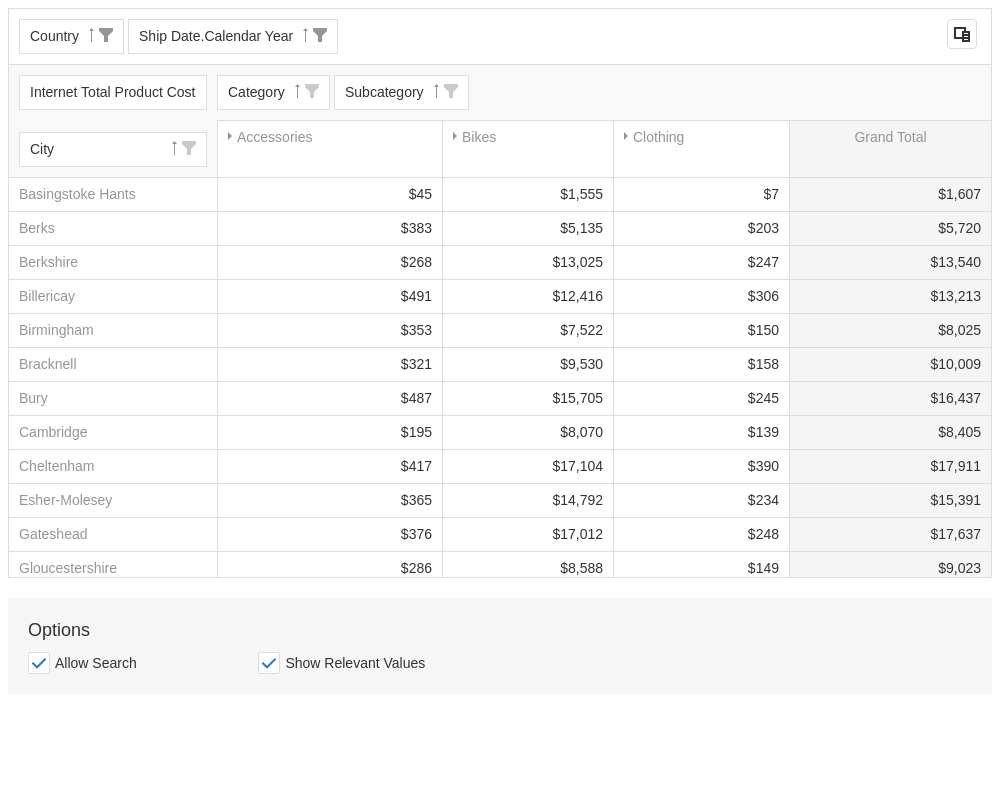 Country Ship Date.Calendar Year
Internet Total Product Cost Category Subcategory
City Accessories Bikes Clothing Grand Total
Basingstoke Hants $45 $1,555 $7 $1,607
Berks $383 $5,135 $203 $5,720
Berkshire $268 $13,025 $247 $13,540
Billericay $491 $12,416 $306 $13,213
Birmingham $353 $7,522 $150 $8,025
Bracknell $321 $9,530 $158 $10,009
Bury $487 $15,705 $245 $16,437
Cambridge $195 $8,070 $139 $8,405
Cheltenham $417 $17,104 $390 $17,911
Esher-Molesey $365 $14,792 $234 $15,391
Gateshead $376 $17,012 $248 $17,637
Gloucestershire $286 $8,588 $149 $9,023
Options
Allow Search Show Relevant Values